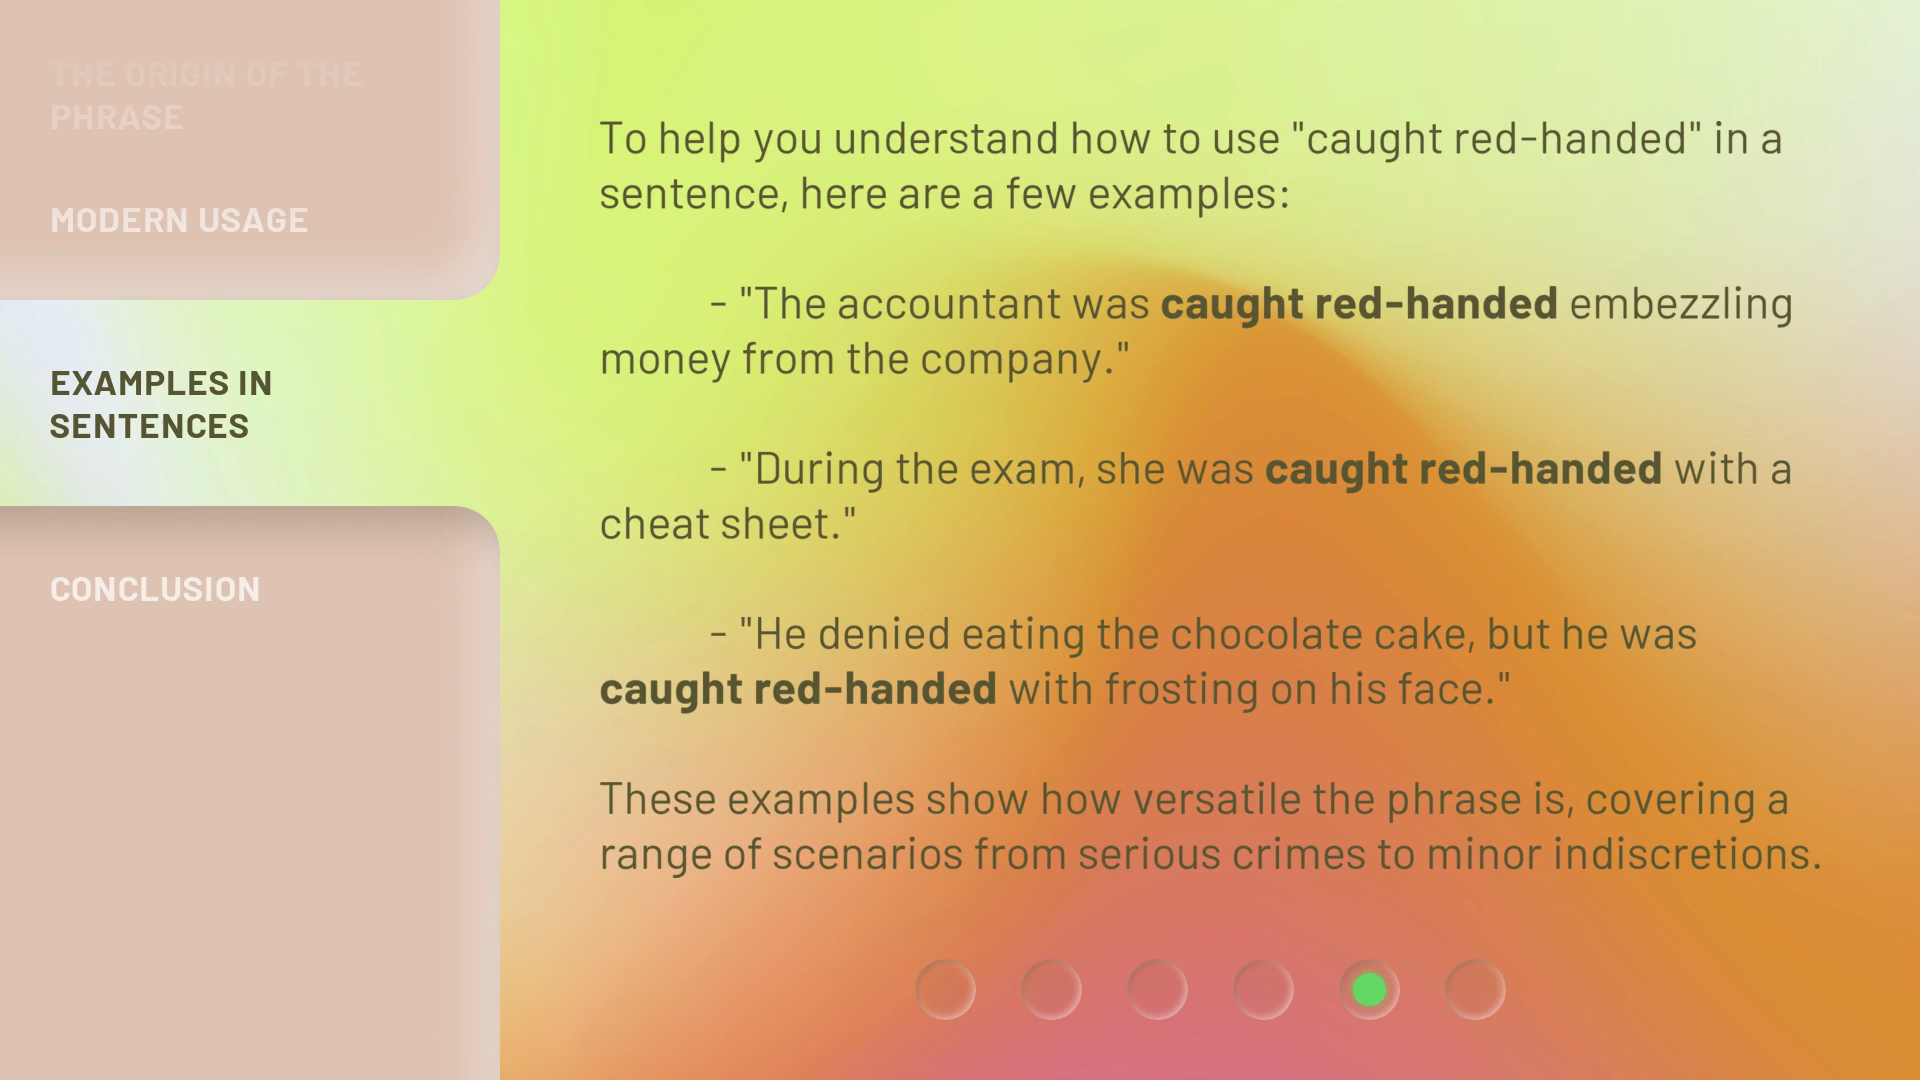 THE ORIGIN OF THE
PHRASE
MODERN USAGE
EXAMPLES IN
SENTENCES
CONCLUSION
To help you understand how to use "caught red-handed" in a
sentence, here are a few examples:
- "The accountant was caught red-handed embezzling
money from the company."
- "During the exam, she was caught red-handed with a
cheat sheet."
- "He denied eating the chocolate cake, but he was
caught red-handed with frosting on his face."
These examples show how versatile the phrase is, covering a
range of scenarios from serious crimes to minor indiscretions.